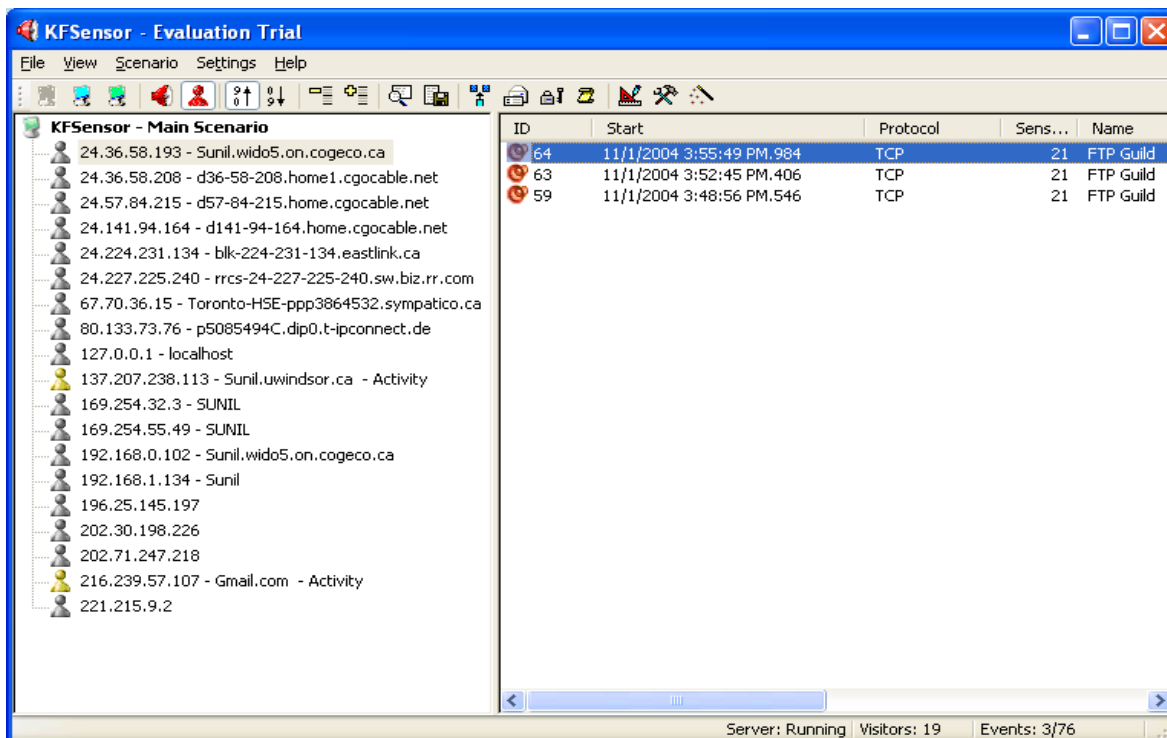 KFSensor - Evaluation Trial
File View Scenario Settings Help
KFSensor - Main Scenario
24.36.58.193 - Sunil.wido5.on.cogeco.ca
24.36.58.208 - d36-58-208.home1.cgocable.net
24.57.84.215 - d57-84-215.home.cgocable.net
24.141.94.164 - d141-94-164.home.cgocable.net
24.224.231.134 - blk-224-231-134.eastlink.ca
24.227.225.240 - rrcs-24-227-225-240.sw.biz.rr.com
67.70.36.15 - Toronto-HSE-ppp3864532.sympatico.ca
80.133.73.76 - p5085494C.dip0.t-ipconnect.de
127.0.0.1 - localhost
137.207.238.113 - Sunil.uwindsor.ca - Activity
169.254.32.3 - SUNIL
169.254.55.49 - SUNIL
192.168.0.102 - Sunil.wido5.on.cogeco.ca
192.168.1.134 - Sunil
196.25.145.197
202.30.198.226
202.71.247.218
216.239.57.107 - Gmail.com - Activity
221.215.9.2
ID Start Protocol Sens... Name
64 11/1/2004 3:55:49 PM.984 TCP 21 FTP Guild
63 11/1/2004 3:52:45 PM.406 TCP 21 FTP Guild
59 11/1/2004 3:48:56 PM.546 TCP 21 FTP Guild
Server: Running Visitors: 19 Events: 3/76